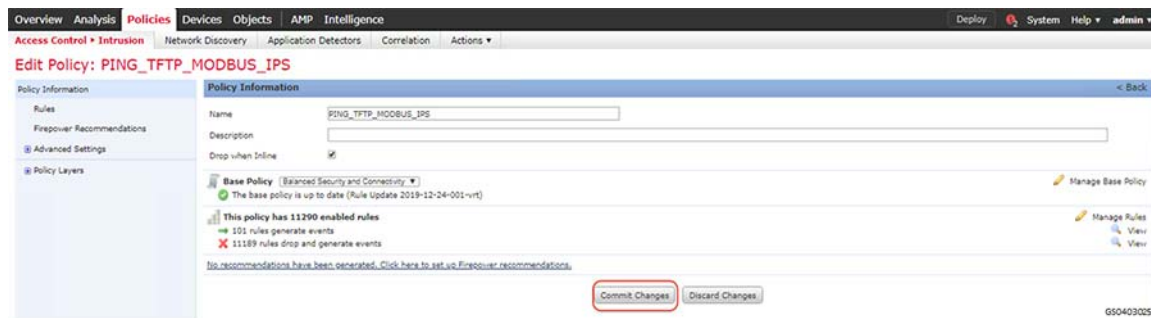 Overview Analysis Policies Devices Objects AMP Intelligence Deploy 2 System Help ▾ admin ▾
Access Control ▸ Intrusion Network Discovery Application Detectors Correlation Actions ▾
Edit Policy: PING_TFTP_MODBUS_IPS
Policy Information
Rules
Firepower Recommendations
Advanced Settings
Policy Layers
Policy Information < Back
Name PING_TFTP_MODBUS_IPS
Description
Drop when Inline
Base Policy Balanced Security and Connectivity ▾ Manage Base Policy
The base policy is up to date (Rule Update 2019-12-24-001-vrt)
This policy has 11290 enabled rules Manage Rules
101 rules generate events View
11189 rules drop and generate events View
No recommendations have been generated. Click here to set up Firepower recommendations.
Commit Changes Discard Changes
GSO403025